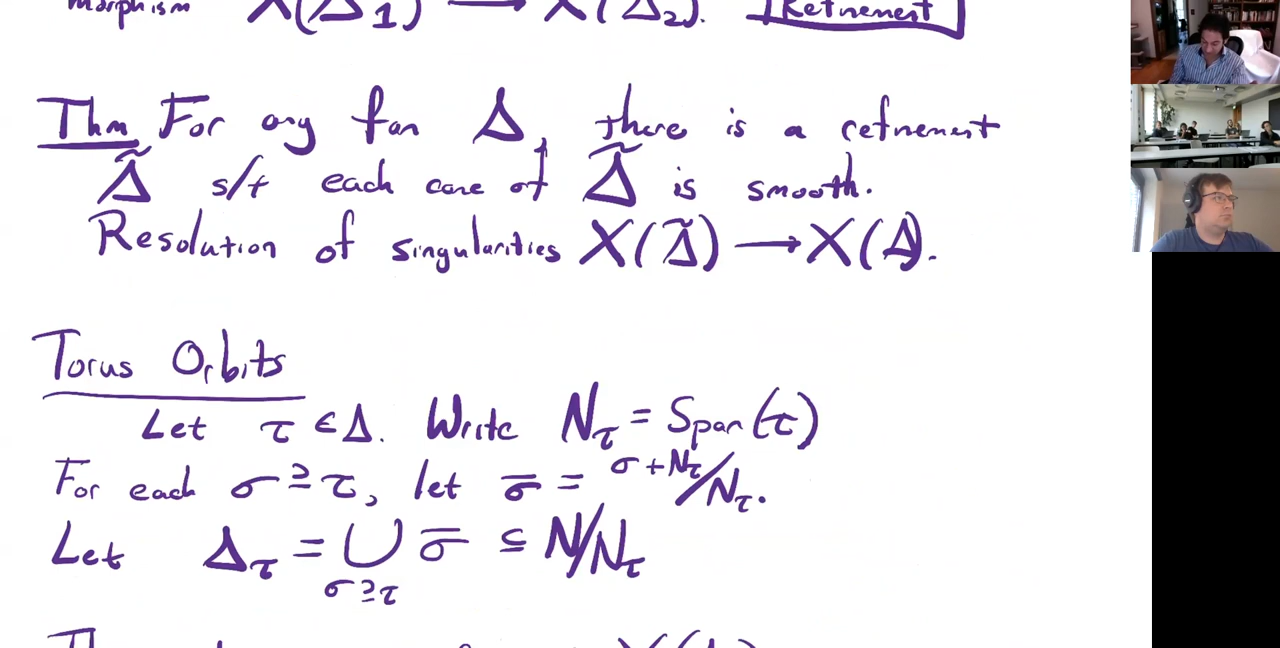 morphism X(Δ1) → X(Δ2). Refinement
Thm For any fan Δ, there is a refinement
Δ̃ s/t each cone of Δ̃ is smooth.
Resolution of singularities X(Δ̃) → X(Δ).
Torus Orbits
Let τ ∈ Δ. Write Nτ = Span(τ)
For each σ ⊇ τ, let σ̅ = σ + Nτ/Nτ.
Let Δτ = ⋃ σ̅ ⊆ N/Nτ
σ ⊇ τ